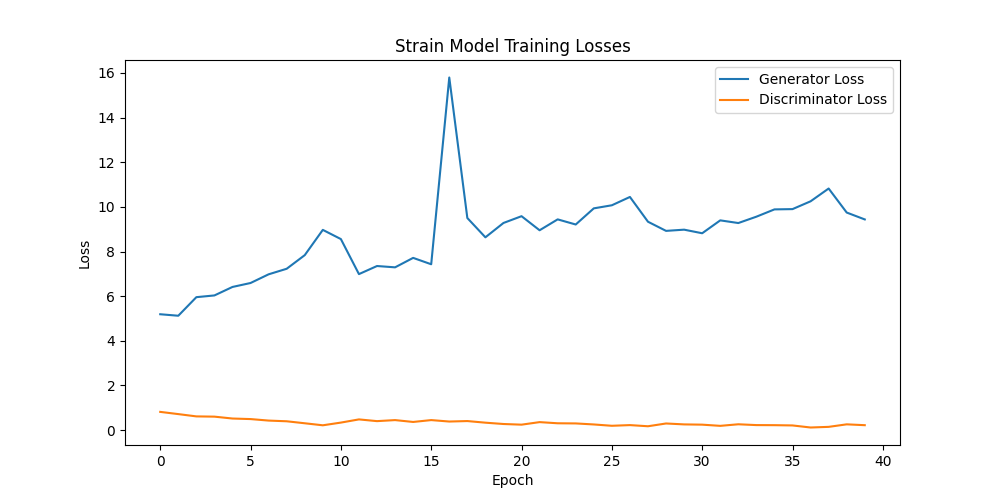 Strain Model Training Losses
Generator Loss
Discriminator Loss
16
14
12
10
8
6
4
2
0
Loss
0 5 10 15 20 25 30 35 40
Epoch